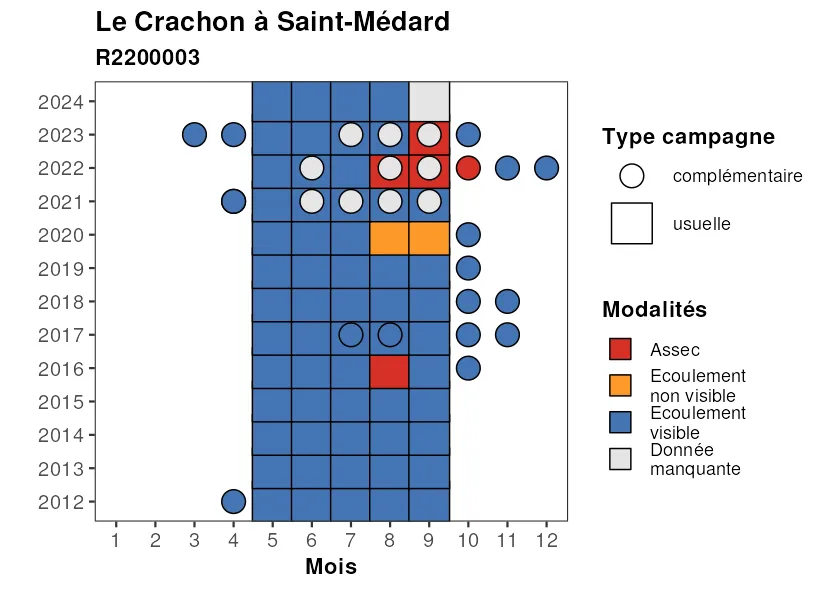 Le Crachon à Saint-Médard
R2200003
2024
2023
2022
2021
2020
2019
2018
2017
2016
2015
2014
2013
2012
1 2 3 4 5 6 7 8 9 10 11 12
Mois
Type campagne
complémentaire
usuelle
Modalités
Assec
Ecoulement
non visible
Ecoulement
visible
Donnée
manquante